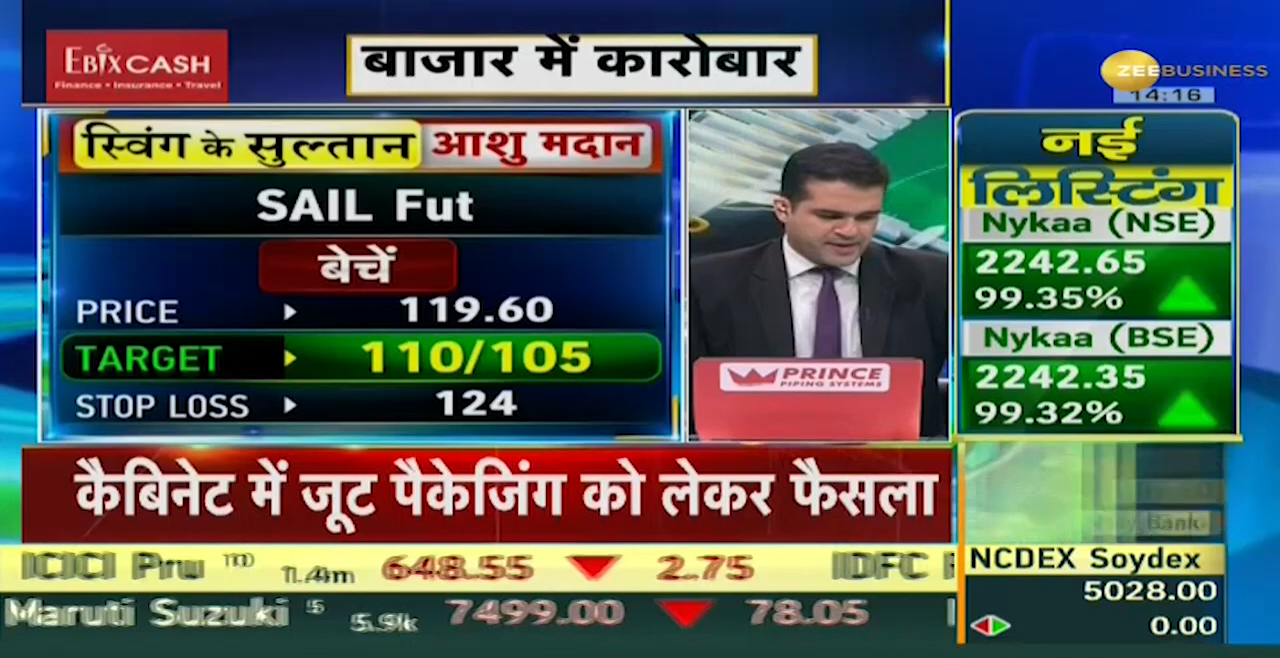 EBIXCASH
Finance • Insurance • Travel
बाजार में कारोबार
ZEEBUSINESS
14:16
स्विंग के सुल्तान आशु मदान
SAIL Fut
बेचें
PRICE 119.60
TARGET 110/105
STOP LOSS 124
PRINCE
PIPING SYSTEMS
नई
लिस्टिंग
Nykaa (NSE)
2242.65
99.35%
Nykaa (BSE)
2242.35
99.32%
कैबिनेट में जूट पैकेजिंग को लेकर फैसला
Bank
NCDEX Soydex
5028.00
0.00
ICICI Pru 1.4m 648.55 2.75 IDFC
Maruti Suzuki 5 5.9k 7499.00 78.05